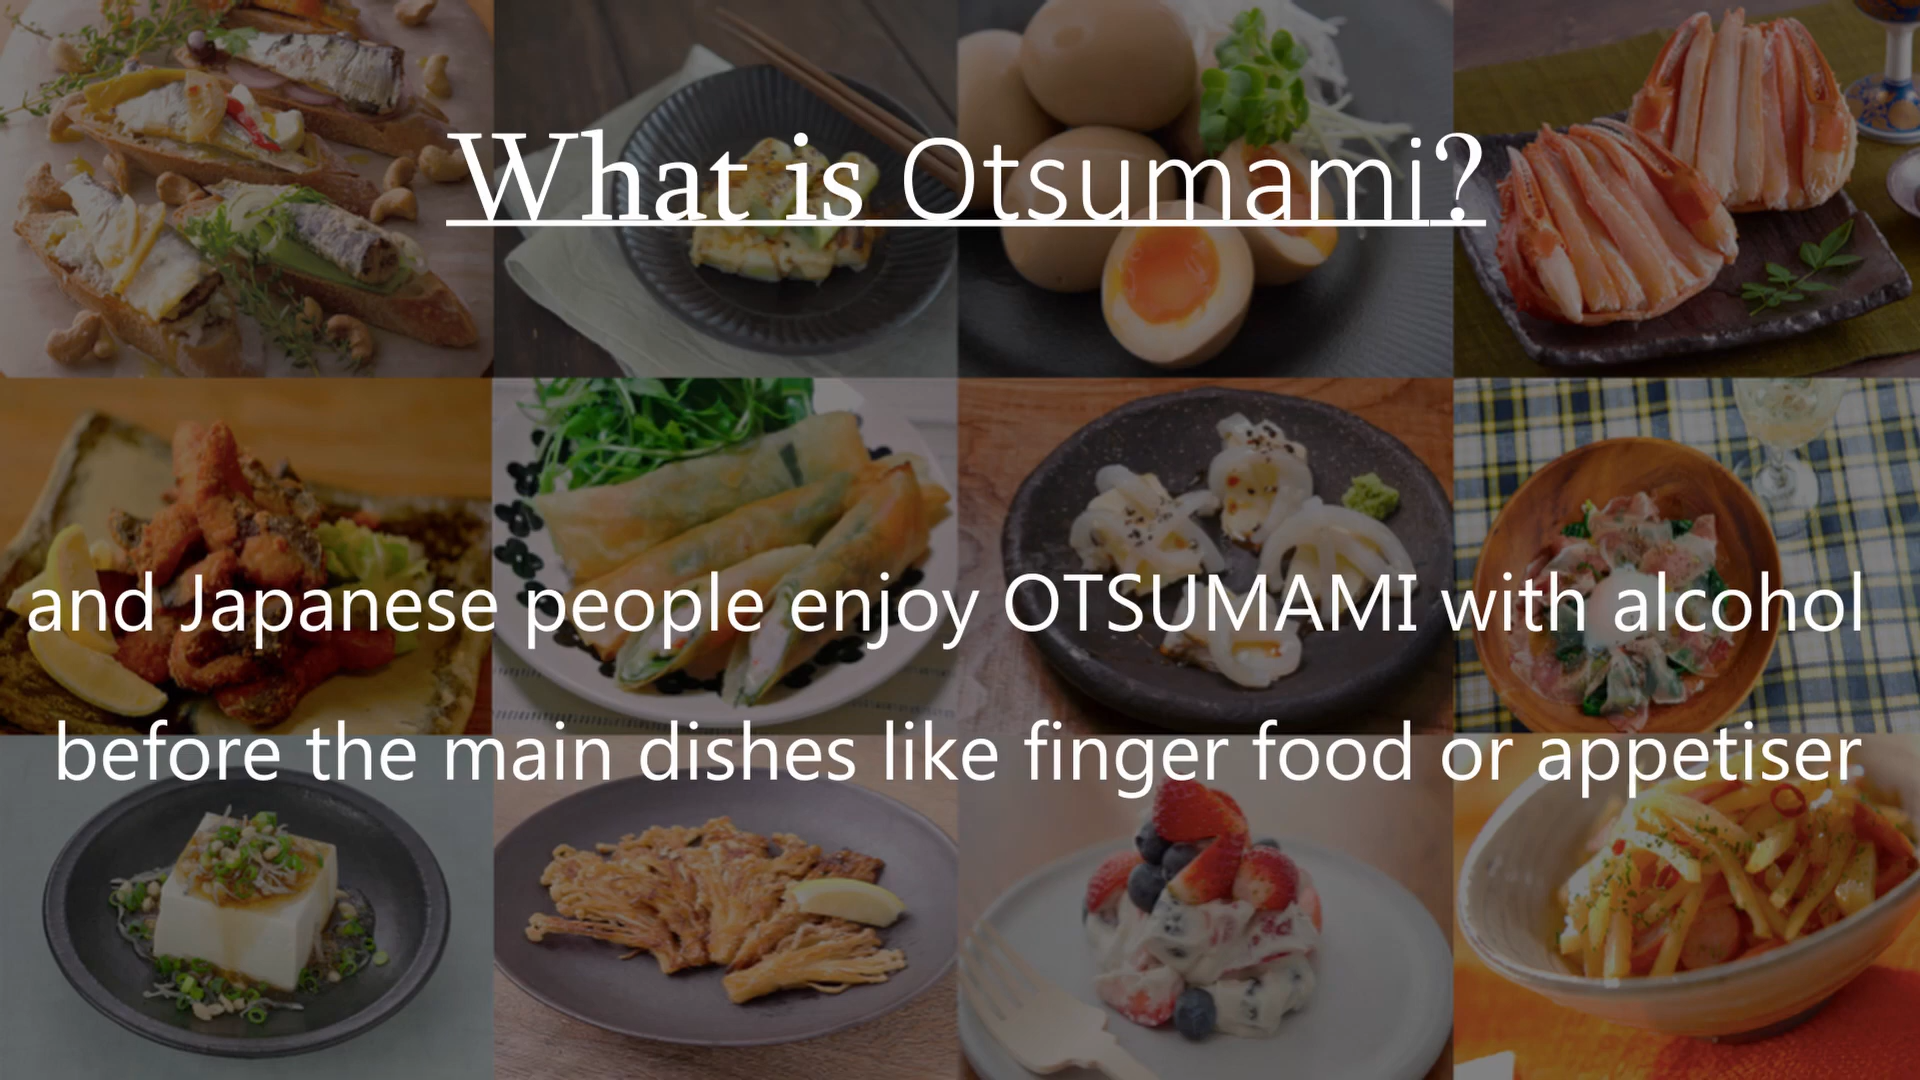 What is Otsumami?
and Japanese people enjoy OTSUMAMI with alcohol
before the main dishes like finger food or appetiser